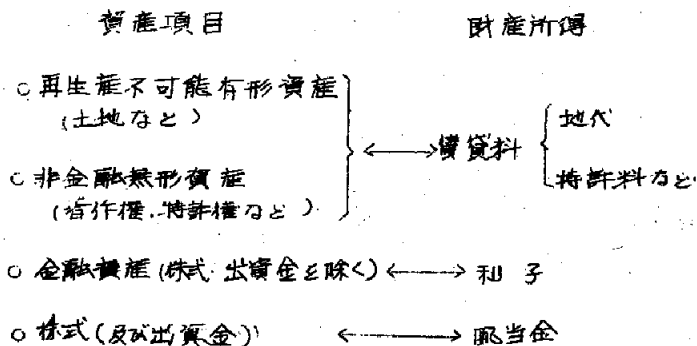 資産項目 財産所得
○再生産不可能有形資産
(土地など)
○非金融無形資産
(著作権、特許権など)
賃貸料
地代
特許料など
○金融資産(株式・出資金を除く)←→利子
○株式(及び出資金)←→配当金